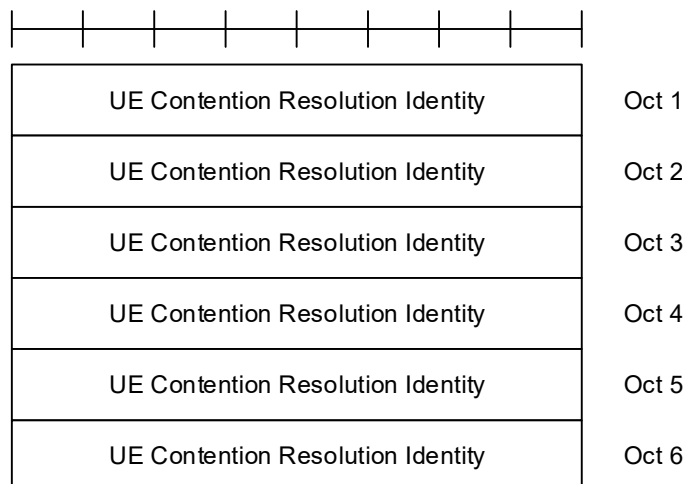 UE Contention Resolution Identity Oct 1
UE Contention Resolution Identity Oct 2
UE Contention Resolution Identity Oct 3
UE Contention Resolution Identity Oct 4
UE Contention Resolution Identity Oct 5
UE Contention Resolution Identity Oct 6